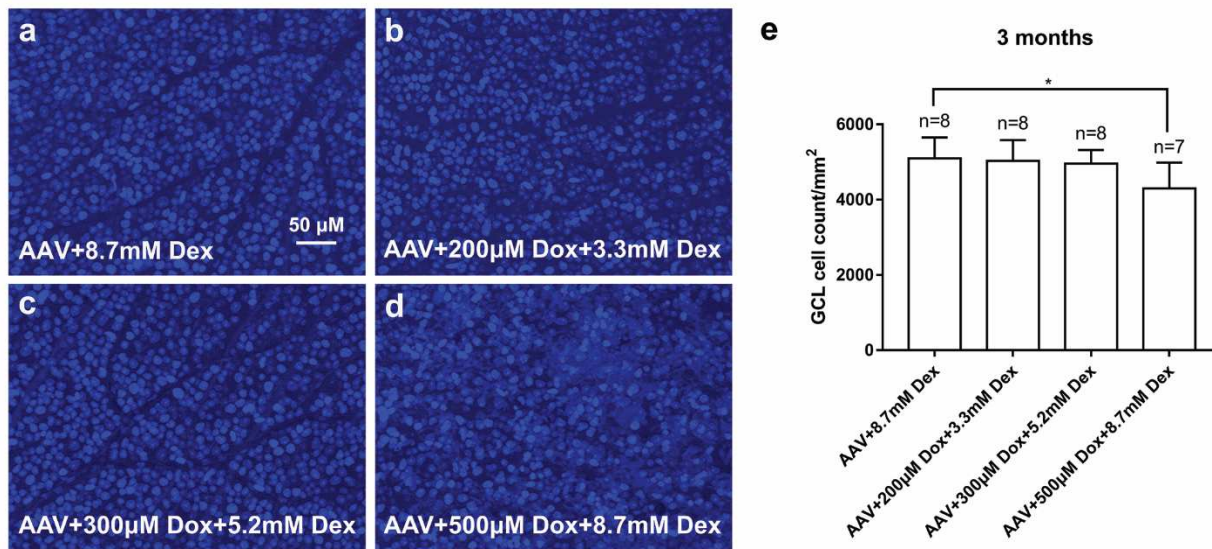 a
50 µM
AAV+8.7mM Dex
b
AAV+200µM Dox+3.3mM Dex
c
AAV+300µM Dox+5.2mM Dex
d
AAV+500µM Dox+8.7mM Dex
e
3 months
*
n=8
n=8
n=8
n=7
GCL cell count/mm²
6000
4000
2000
0
AAV+8.7mM Dex
AAV+200µM Dox+3.3mM Dex
AAV+300µM Dox+5.2mM Dex
AAV+500µM Dox+8.7mM Dex